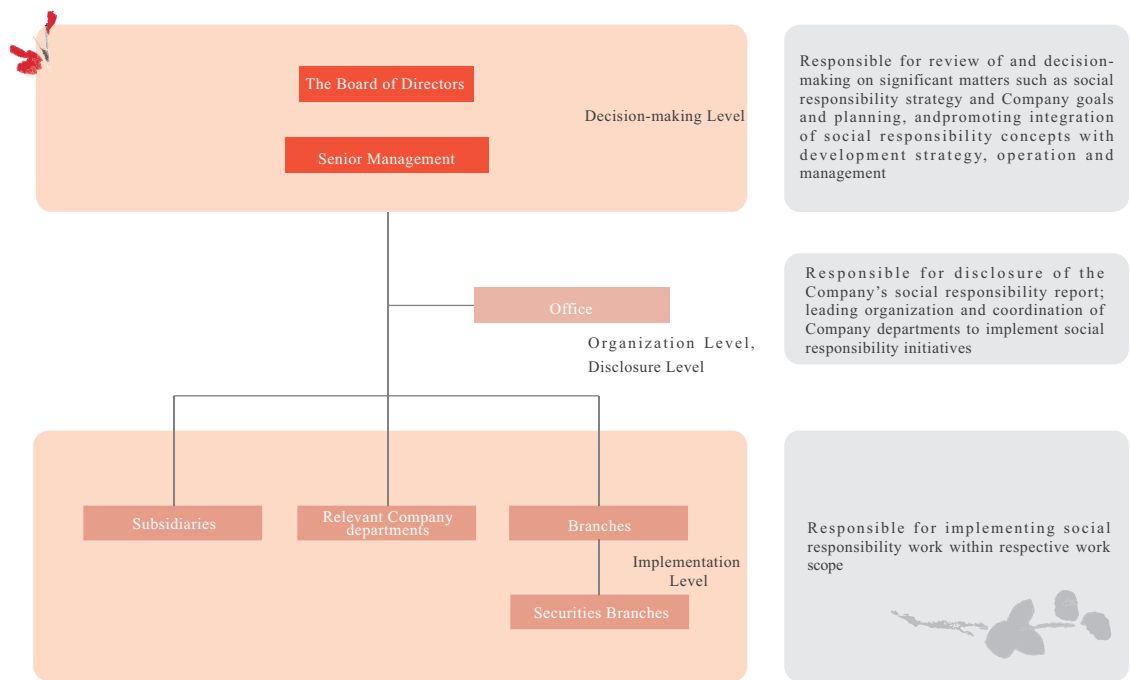 The Board of Directors
Decision-making Level
Senior Management
Responsible for review of and decision-
making on significant matters such as social
responsibility strategy and Company goals
and planning, andpromoting integration
of social responsibility concepts with
development strategy, operation and
management
Office
Organization Level,
Disclosure Level
Responsible for disclosure of the
Company’s social responsibility report;
leading organization and coordination of
Company departments to implement social
responsibility initiatives
Subsidiaries
Relevant Company
departments
Branches
Implementation
Level
Securities Branches
Responsible for implementing social
responsibility work within respective work
scope